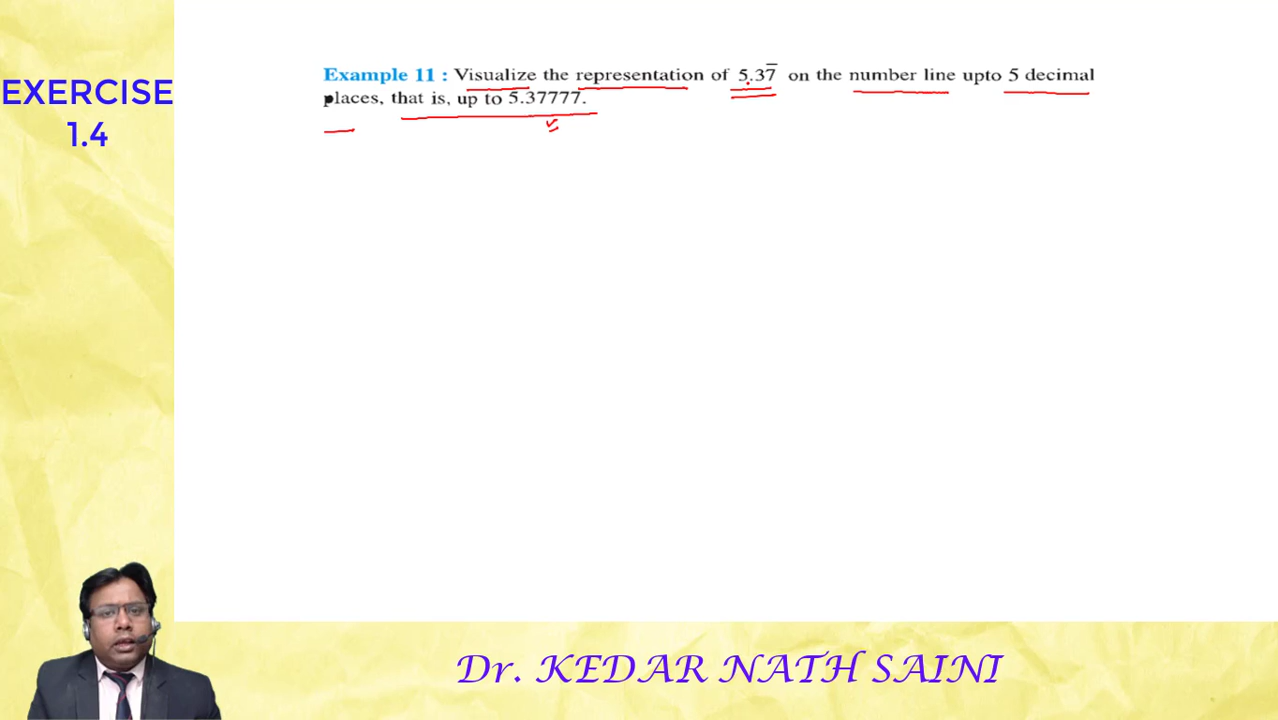 EXERCISE
1.4
Example 11 : Visualize the representation of 5.37̅ on the number line upto 5 decimal
places, that is, up to 5.37777.
Dr. KEDAR NATH SAINI